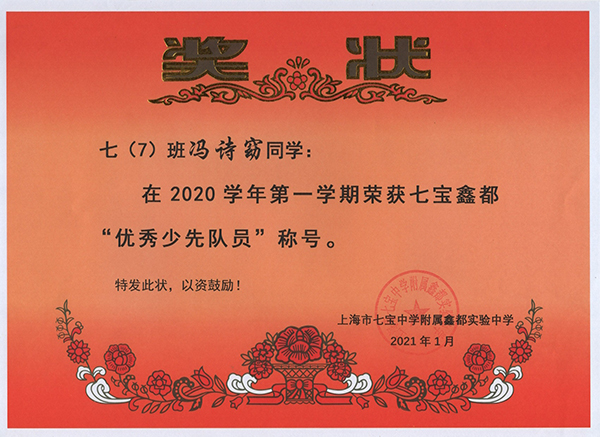 奖 状
七（7）班冯诗窈同学：
在 2020 学年第一学期荣获七宝鑫都
“优秀少先队员”称号。
特发此状，以资鼓励！
上海市七宝中学附属鑫都实验中学
2021 年 1 月